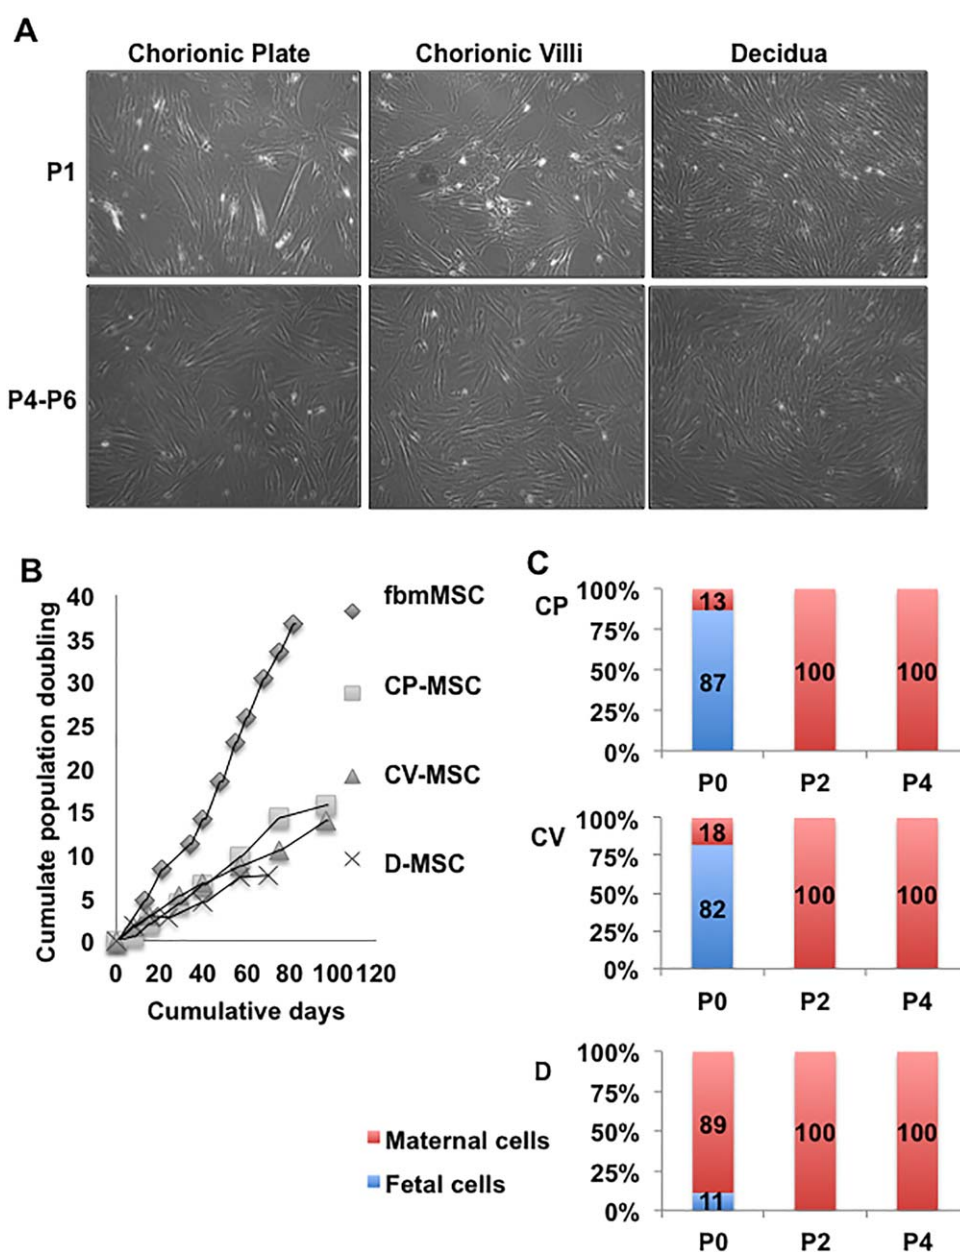 A
Chorionic Plate
Chorionic Villi
Decidua
P1
P4-P6
B
Cumulate population doubling
40
35
30
25
20
15
10
5
0
0 20 40 60 80 100 120
Cumulative days
fbmMSC
CP-MSC
CV-MSC
D-MSC
C
CP
100%
75%
50%
25%
0%
13
87
100
100
P0 P2 P4
CV
100%
75%
50%
25%
0%
18
82
100
100
P0 P2 P4
D
100%
75%
50%
25%
0%
89
11
100
100
P0 P2 P4
Maternal cells
Fetal cells